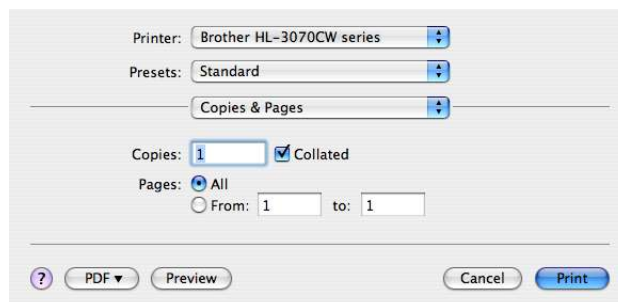 Printer: Brother HL-3070CW series
Presets: Standard
Copies & Pages
Copies: 1 Collated
Pages: All
From: 1 to: 1
? PDF ▼ Preview Cancel Print